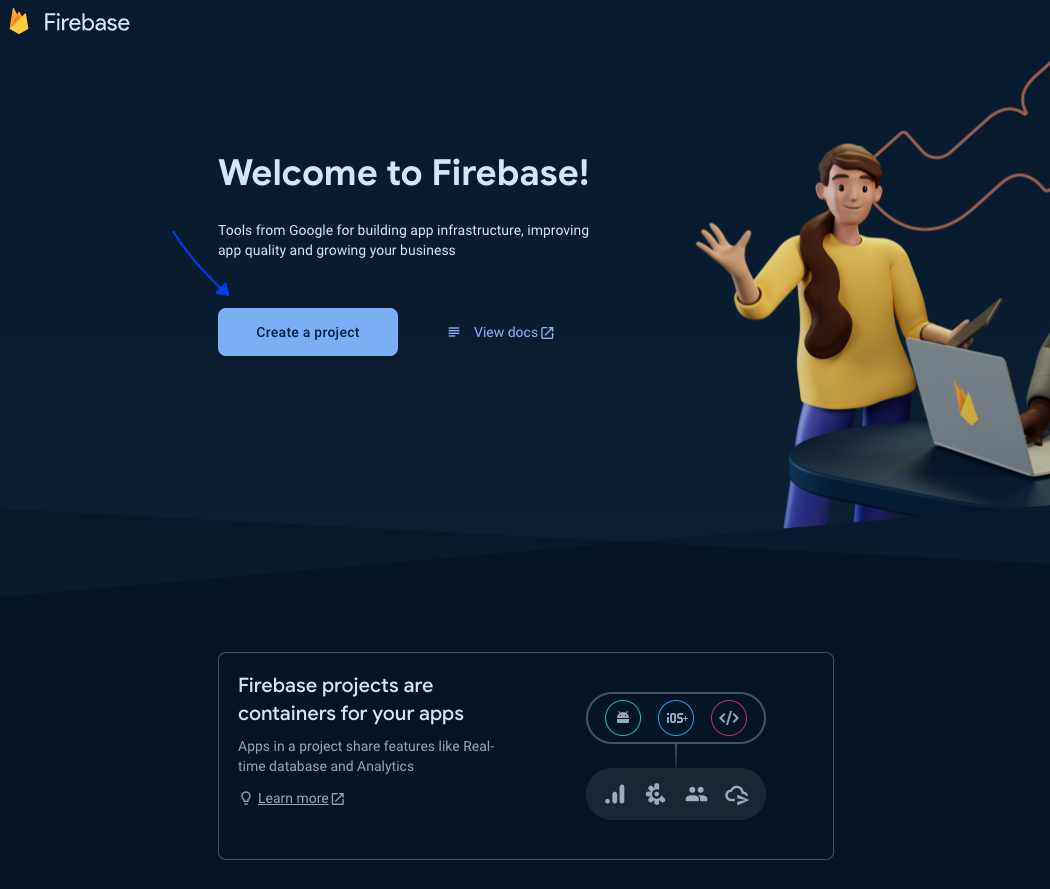 Firebase
Welcome to Firebase!
Tools from Google for building app infrastructure, improving
app quality and growing your business
Create a project
View docs
Firebase projects are
containers for your apps
Apps in a project share features like Real-
time database and Analytics
Learn more
iOS+